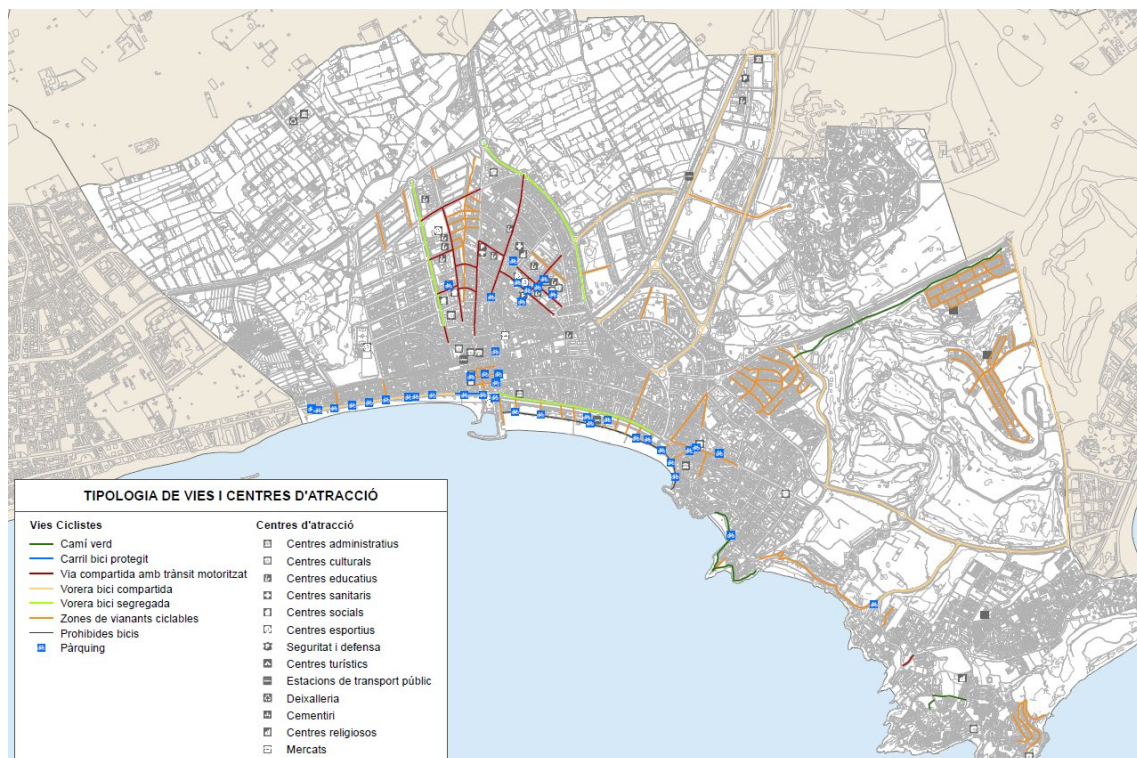 TIPOLOGIA DE VIES I CENTRES D'ATRACCIÓ
Vies Ciclistes
Camí verd
Carril bici protegit
Via compartida amb trànsit motoritzat
Vorera bici compartida
Vorera bici segregada
Zones de vianants ciclables
Prohibides bicis
Pàrquing
Centres d'atracció
Centres administratius
Centres culturals
Centres educatius
Centres sanitaris
Centres socials
Centres esportius
Seguritat i defensa
Centres turístics
Estacions de transport públic
Deixalleria
Cementiri
Centres religiosos
Mercats